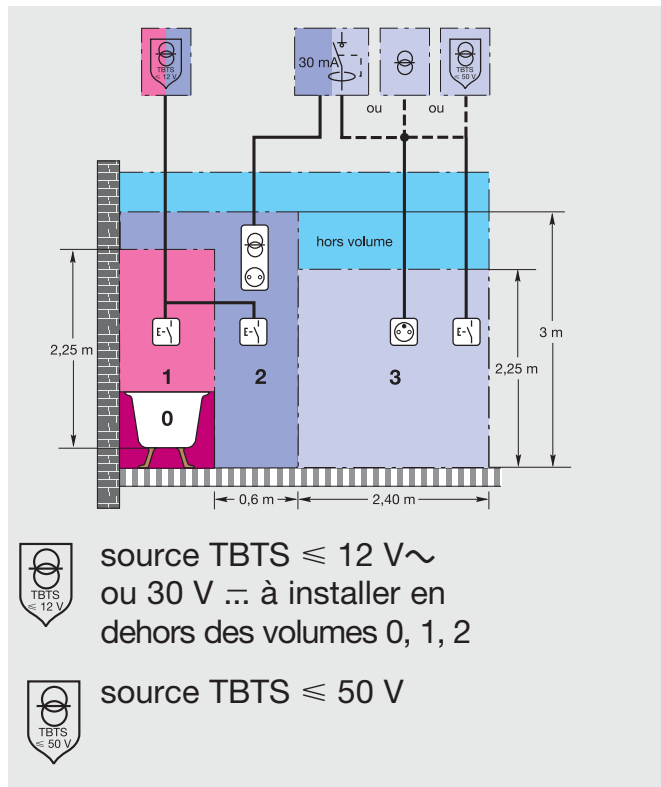 TBTS
≤ 12 V
30 mA
TBTS
≤ 50 V
ou
ou
hors volume
3 m
2,25 m
2,25 m
1
2
3
0
0,6 m
2,40 m
TBTS
≤ 12 V
source TBTS ≤ 12 V~
ou 30 V ⎓ à installer en
dehors des volumes 0, 1, 2
TBTS
≤ 50 V
source TBTS ≤ 50 V